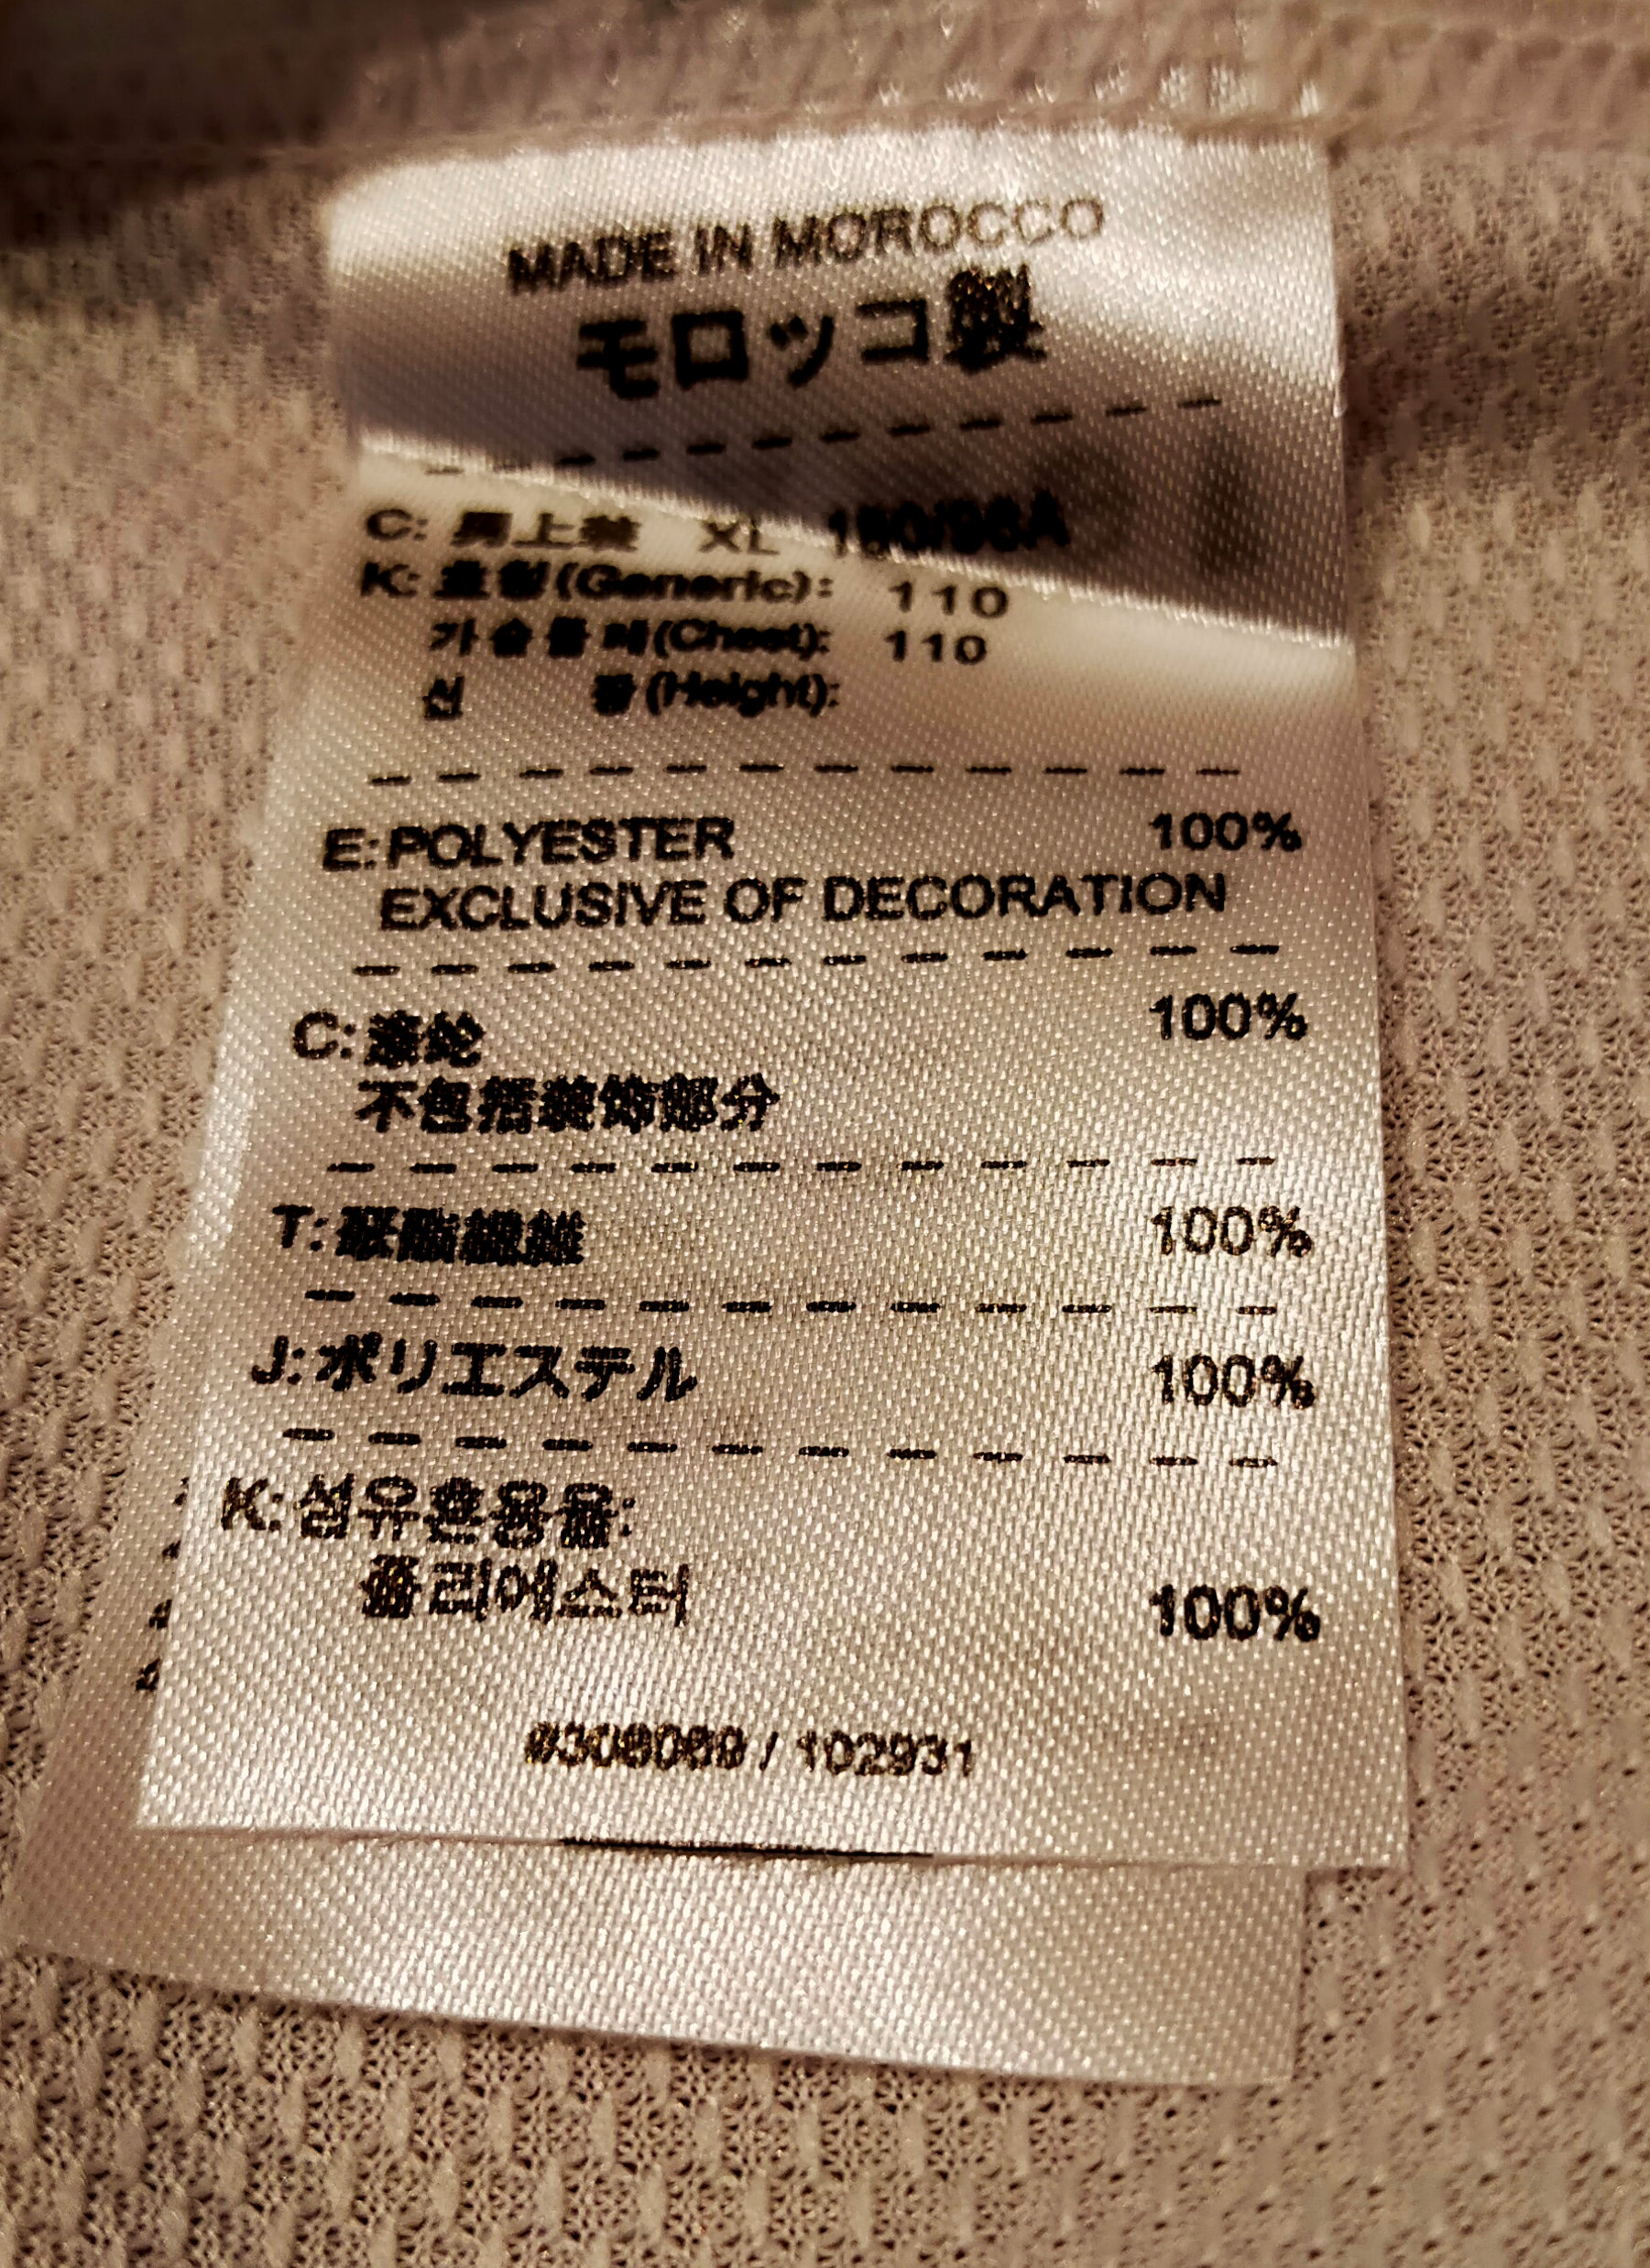 MADE IN MOROCCO
モロッコ製
C: 男上装 XL
K: 호칭(Generic): 110
가슴둘레(Chest): 110
신 장(Height):
E: POLYESTER 100%
EXCLUSIVE OF DECORATION
C: 涤纶 100%
不包括装饰部分
T: 聚酯纖維 100%
J: ポリエステル 100%
K: 섬유혼용율:
폴리에스터 100%
/ 102931